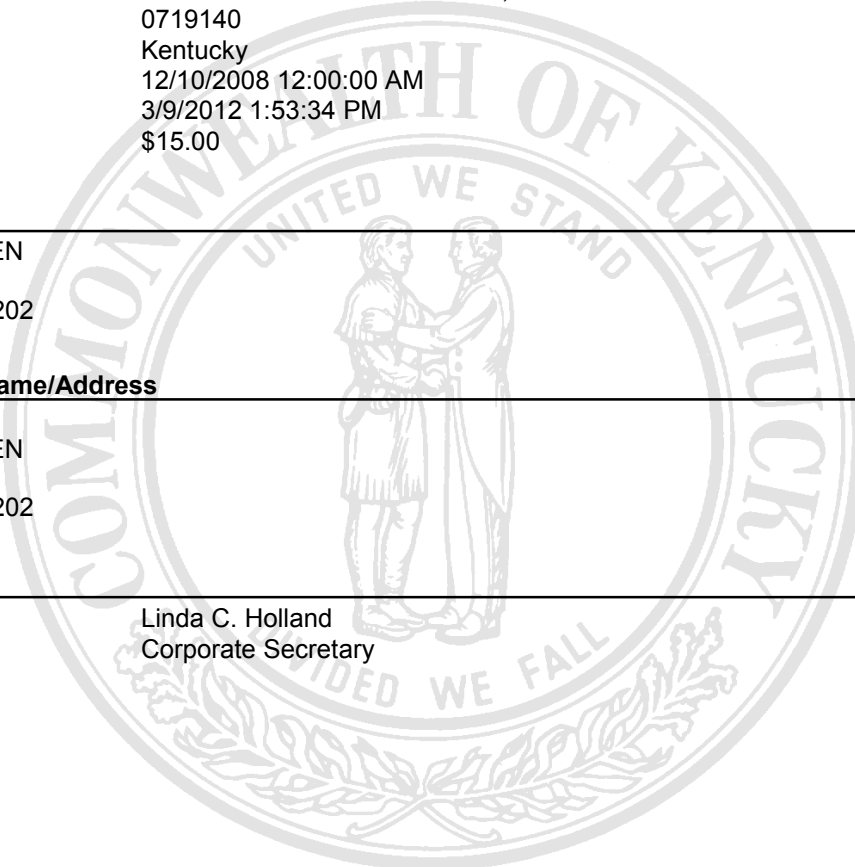 0719140
Kentucky
12/10/2008 12:00:00 AM
3/9/2012 1:53:34 PM
$15.00
COMMONWEALTH OF KENTUCKY
UNITED WE STAND
EN
202
ame/Address
EN
202
Linda C. Holland
Corporate Secretary
DIVIDED WE FALL